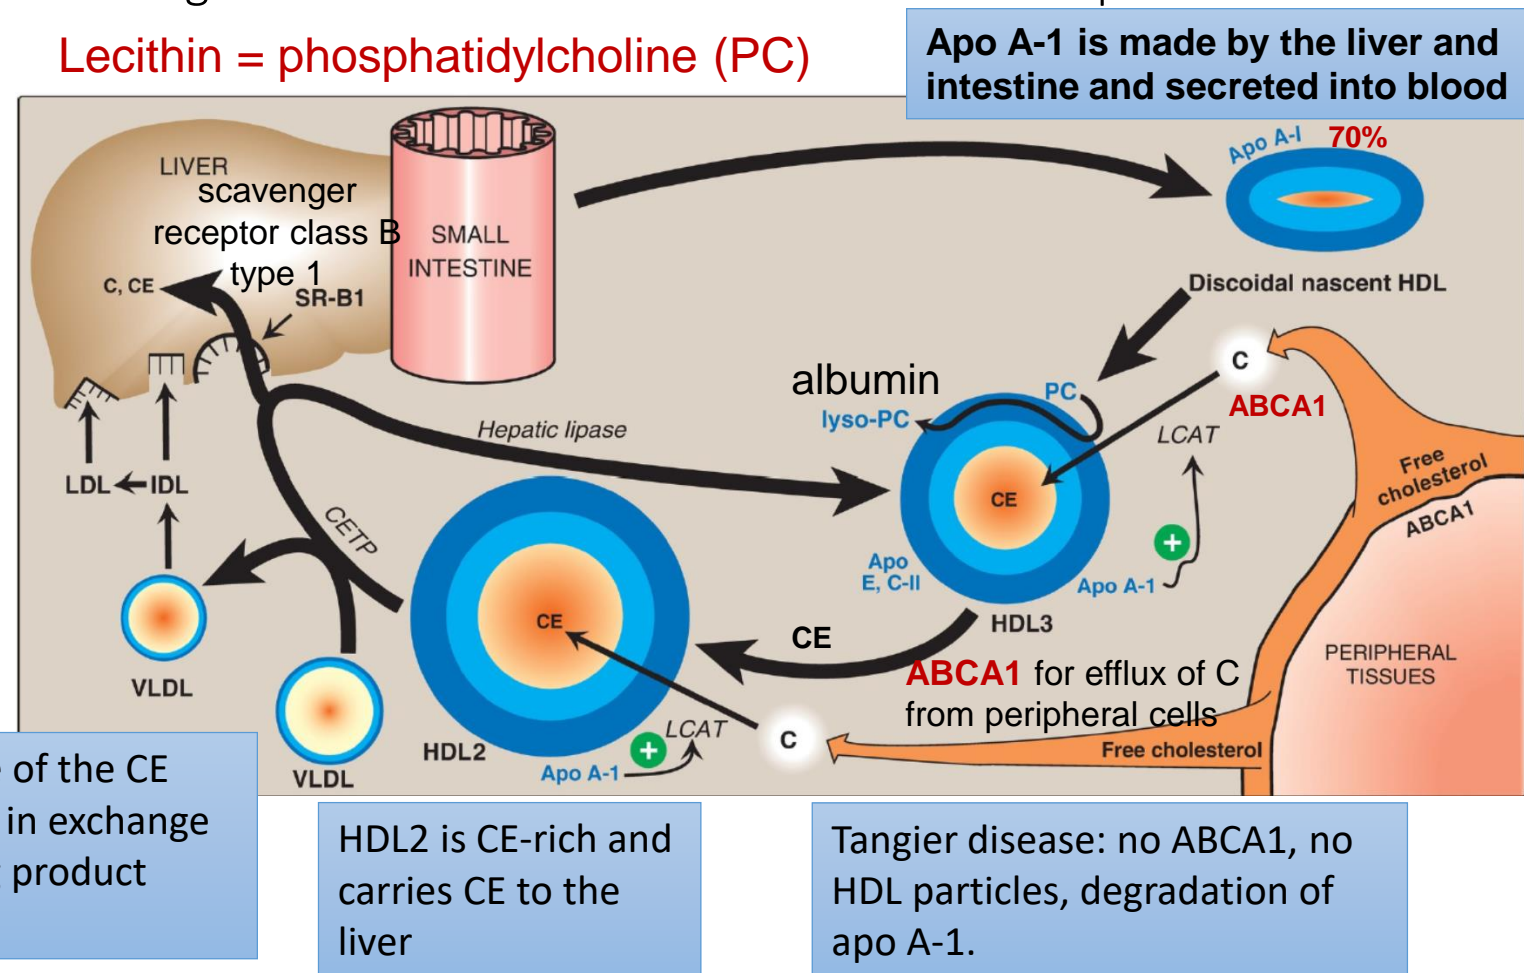 Lecithin = phosphatidylcholine (PC)
Apo A-1 is made by the liver and
intestine and secreted into blood
LIVER
scavenger
receptor class B
type 1
SR-B1
C, CE
SMALL
INTESTINE
Apo A-I 70%
Discoidal nascent HDL
C
ABCA1
albumin
lyso-PC
PC
LCAT
Free
cholesterol
ABCA1
Hepatic lipase
LDL
IDL
CETP
CE
+
Apo
E, C-II
Apo A-1
HDL3
CE
CE
ABCA1 for efflux of C
from peripheral cells
PERIPHERAL
TISSUES
VLDL
VLDL
HDL2
Apo A-1
+
LCAT
C
Free cholesterol
of the CE
in exchange
product
HDL2 is CE-rich and
carries CE to the
liver
Tangier disease: no ABCA1, no
HDL particles, degradation of
apo A-1.